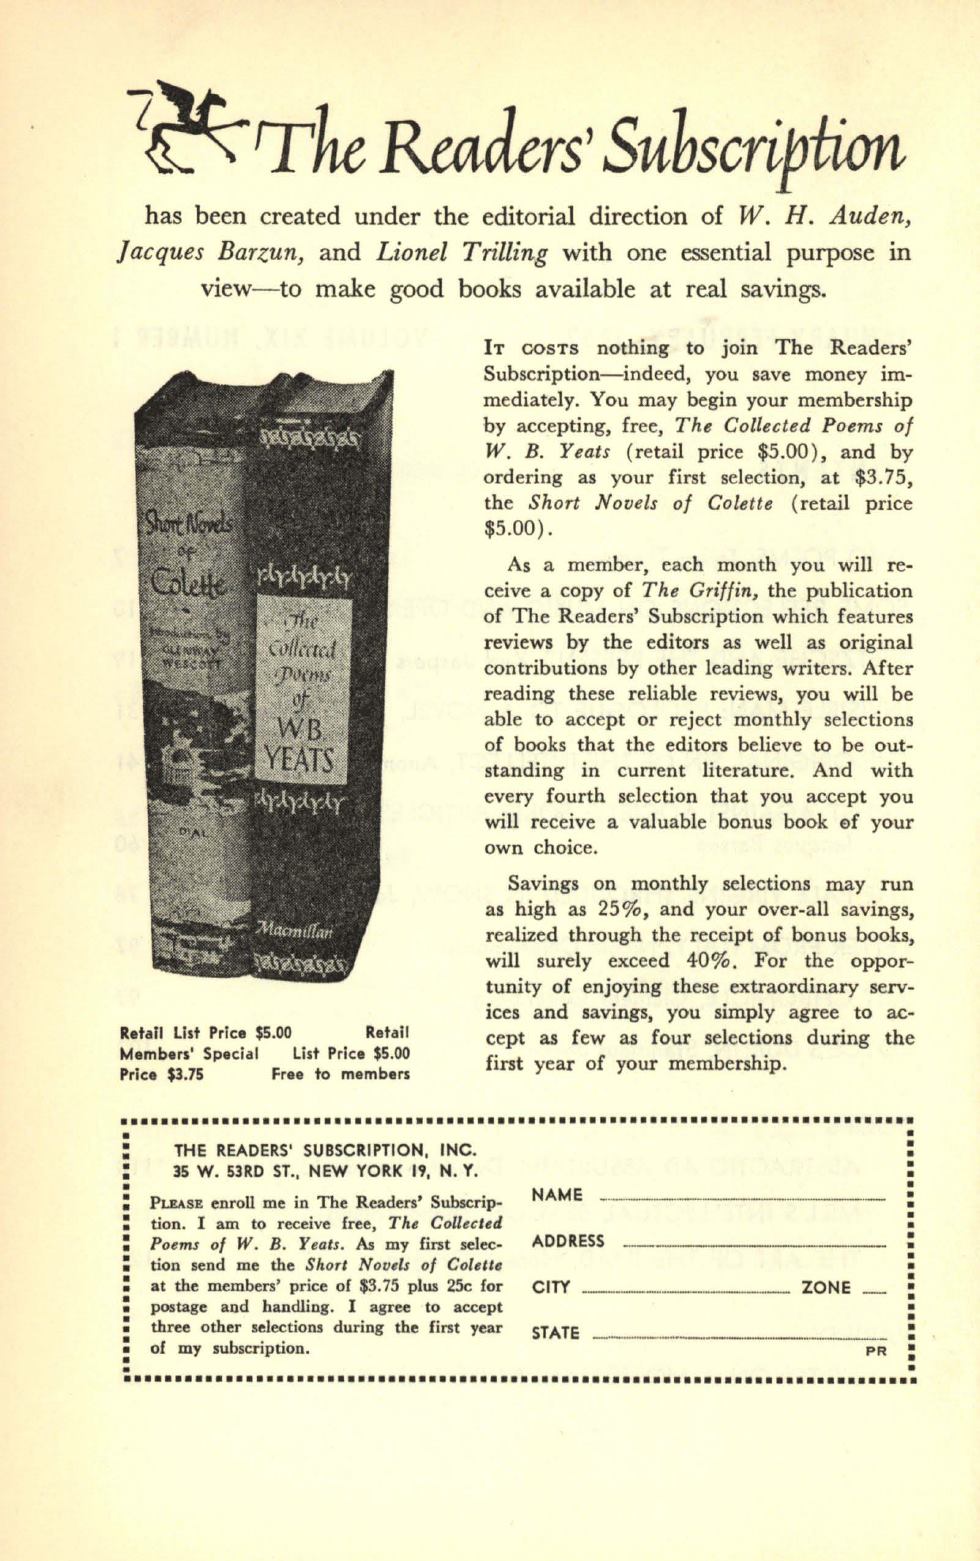 The Readers' Subscription
has been created under the editorial direction of W. H. Auden,
Jacques Barzun, and Lionel Trilling with one essential purpose in
view—to make good books available at real savings.
Short Novels
of
Colette
Introduction by
GLENWAY
WESCOTT
DIAL
The
Collected
Poems
of
W B
YEATS
Macmillan
Retail List Price $5.00
Members' Special
Price $3.75
Retail
List Price $5.00
Free to members
IT COSTS nothing to join The Readers'
Subscription—indeed, you save money im-
mediately. You may begin your membership
by accepting, free, The Collected Poems of
W. B. Yeats (retail price $5.00), and by
ordering as your first selection, at $3.75,
the Short Novels of Colette (retail price
$5.00).
As a member, each month you will re-
ceive a copy of The Griffin, the publication
of The Readers' Subscription which features
reviews by the editors as well as original
contributions by other leading writers. After
reading these reliable reviews, you will be
able to accept or reject monthly selections
of books that the editors believe to be out-
standing in current literature. And with
every fourth selection that you accept you
will receive a valuable bonus book of your
own choice.
Savings on monthly selections may run
as high as 25%, and your over-all savings,
realized through the receipt of bonus books,
will surely exceed 40%. For the oppor-
tunity of enjoying these extraordinary serv-
ices and savings, you simply agree to ac-
cept as few as four selections during the
first year of your membership.
THE READERS' SUBSCRIPTION, INC.
35 W. 53RD ST., NEW YORK 19, N. Y.
PLEASE enroll me in The Readers' Subscrip-
tion. I am to receive free, The Collected
Poems of W. B. Yeats. As my first selec-
tion send me the Short Novels of Colette
at the members' price of $3.75 plus 25c for
postage and handling. I agree to accept
three other selections during the first year
of my subscription.
NAME
ADDRESS
CITY ZONE
STATE
PR